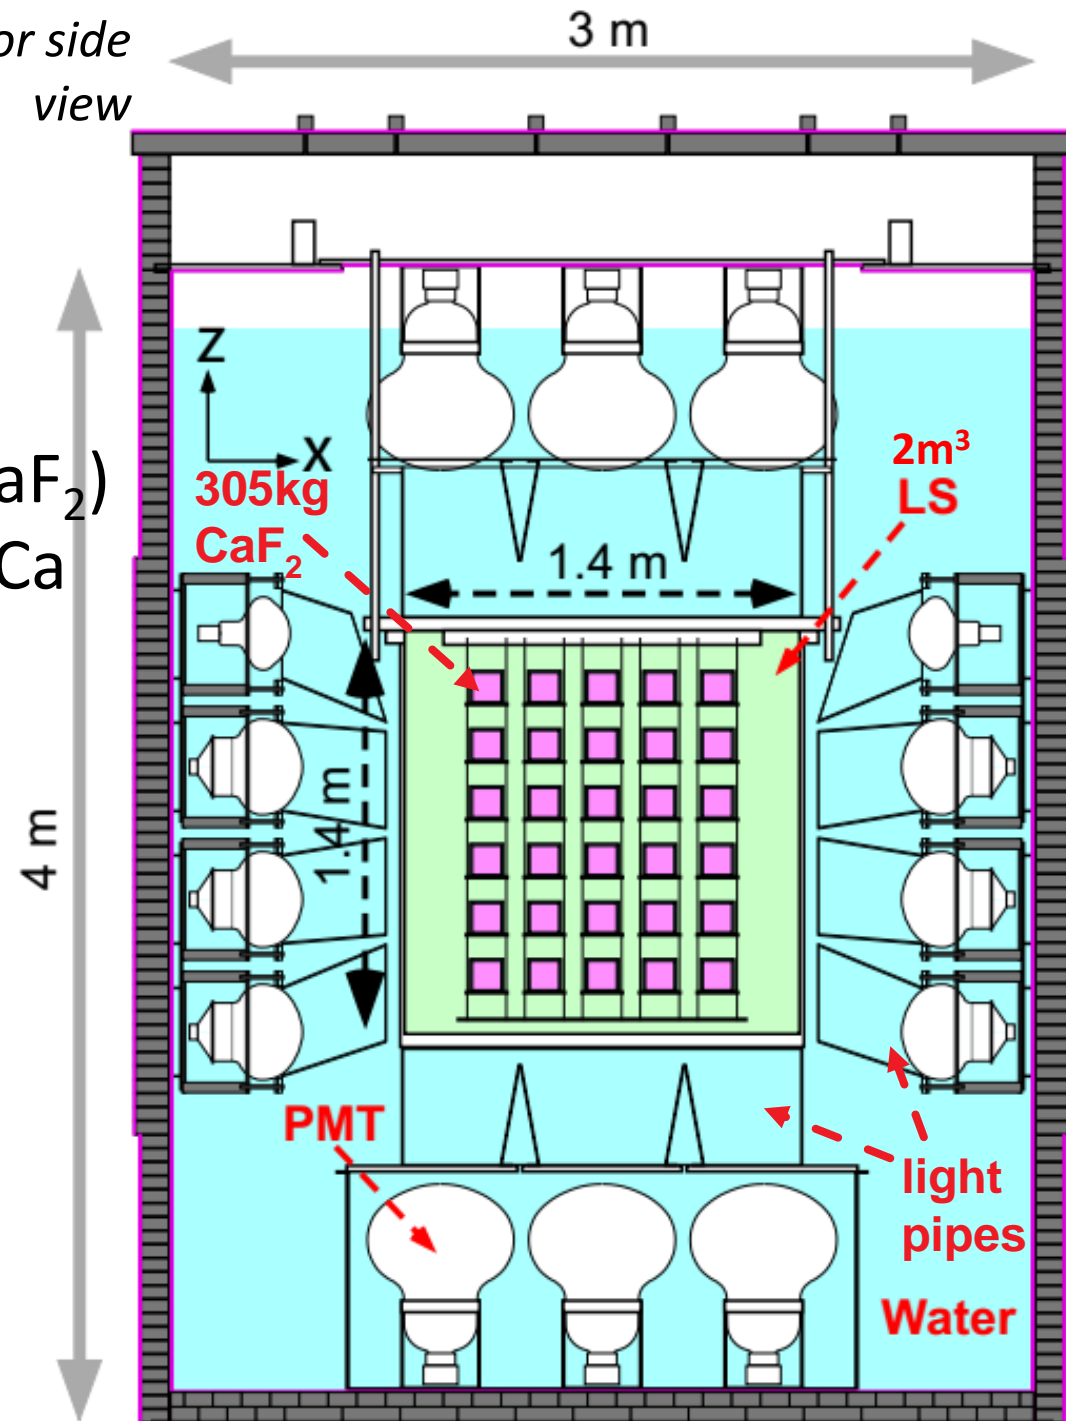 or side
view
3 m
Z
X
aF₂)
Ca
305kg
CaF₂
2m³
LS
1.4 m
1.4 m
4 m
PMT
light
pipes
Water